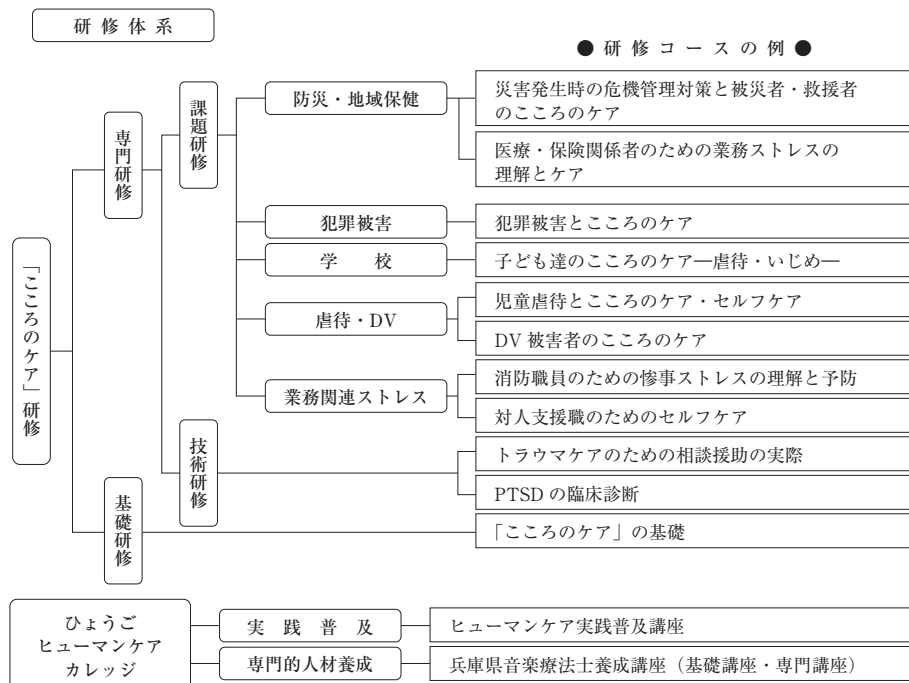 研修体系
●研修コースの例●
「こころのケア」研修
専門研修
課題研修
防災・地域保健
災害発生時の危機管理対策と被災者・救援者
のこころのケア
医療・保険関係者のための業務ストレスの
理解とケア
犯罪被害
犯罪被害とこころのケア
学校
子ども達のこころのケア―虐待・いじめ―
虐待・DV
児童虐待とこころのケア・セルフケア
DV被害者のこころのケア
業務関連ストレス
消防職員のための惨事ストレスの理解と予防
対人支援職のためのセルフケア
技術研修
トラウマケアのための相談援助の実際
PTSDの臨床診断
基礎研修
「こころのケア」の基礎
ひょうご
ヒューマンケア
カレッジ
実践普及
ヒューマンケア実践普及講座
専門的人材養成
兵庫県音楽療法士養成講座（基礎講座・専門講座）